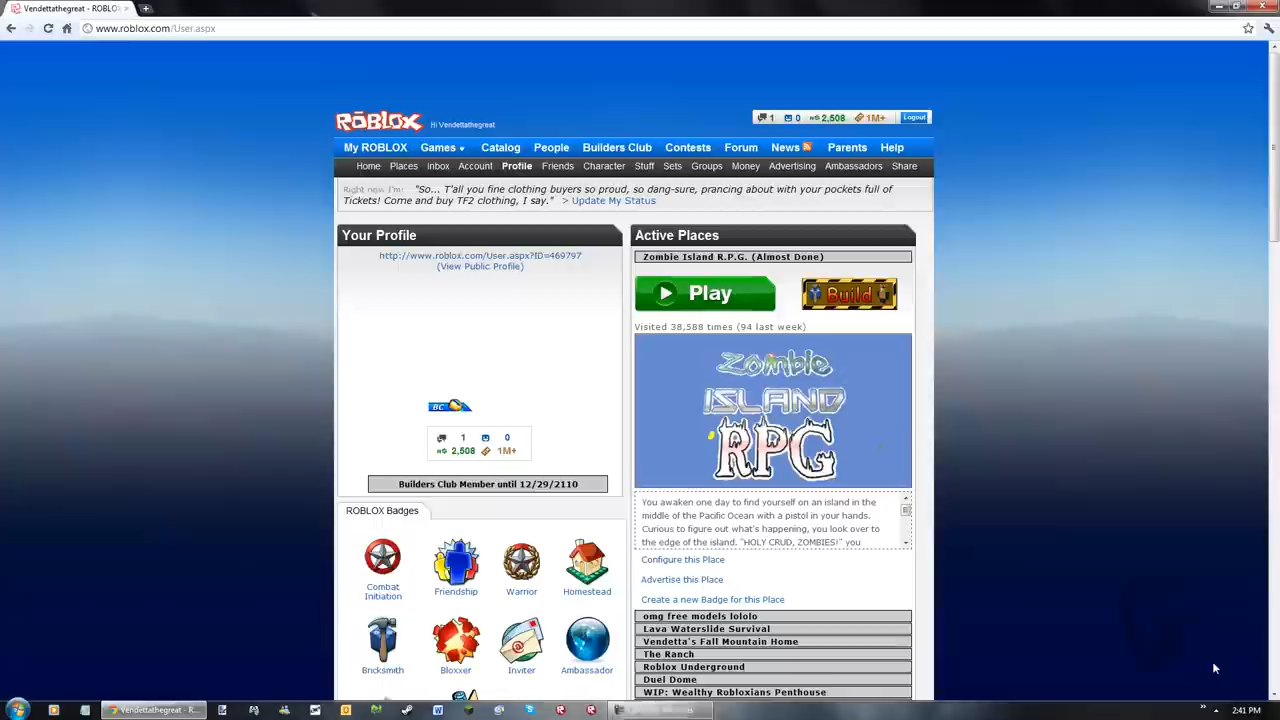 Vendettathegreat - ROBLOX
www.roblox.com/User.aspx
ROBLOX
Hi Vendettathegreat
1 0 R$ 2,508 1M+ Logout
My ROBLOX Games Catalog People Builders Club Contests Forum News Parents Help
Home Places Inbox Account Profile Friends Character Stuff Sets Groups Money Advertising Ambassadors Share
Right now I'm: "So... T'all you fine clothing buyers so proud, so dang-sure, prancing about with your pockets full of
Tickets! Come and buy TF2 clothing, I say." > Update My Status
Your Profile
http://www.roblox.com/User.aspx?ID=469797
(View Public Profile)
BC
1 0
R$ 2,508 1M+
Builders Club Member until 12/29/2110
ROBLOX Badges
Combat
Initiation
Friendship
Warrior
Homestead
Bricksmith
Bloxxer
Inviter
Ambassador
Active Places
Zombie Island R.P.G. (Almost Done)
Play
Build
Visited 38,588 times (94 last week)
Zombie
ISLAND
RPG
You awaken one day to find yourself on an island in the
middle of the Pacific Ocean with a pistol in your hands.
Curious to figure out what's happening, you look over to
the edge of the island. "HOLY CRUD, ZOMBIES!" you
Configure this Place
Advertise this Place
Create a new Badge for this Place
omg free models lololo
Lava Waterslide Survival
Vendetta's Fall Mountain Home
The Ranch
Roblox Underground
Duel Dome
WIP: Wealthy Robloxians Penthouse
Vendettathegreat - R...
2:41 PM